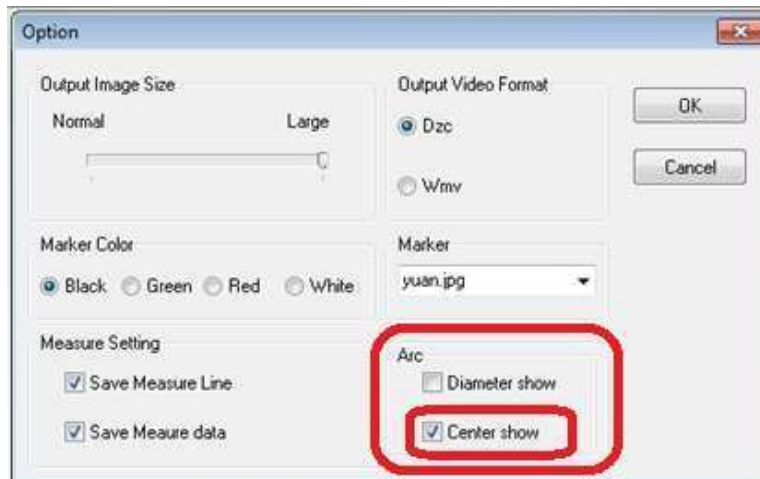 Option
Output Image Size
Normal Large
Output Video Format
Dzc
Wmv
OK
Cancel
Marker Color
Black Green Red White
Marker
yuan.jpg
Measure Setting
Save Measure Line
Save Meaure data
Arc
Diameter show
Center show